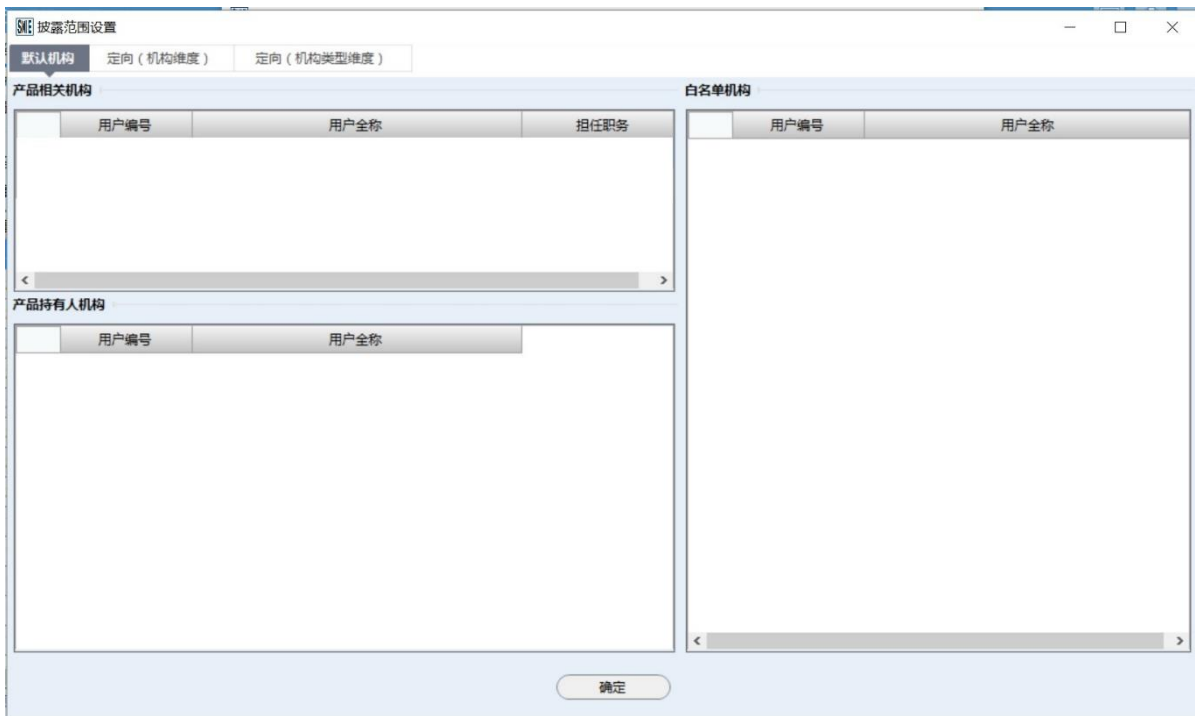 披露范围设置
默认机构 定向（机构维度） 定向（机构类型维度）
产品相关机构
用户编号 用户全称 担任职务
产品持有人机构
用户编号 用户全称
白名单机构
用户编号 用户全称
确定